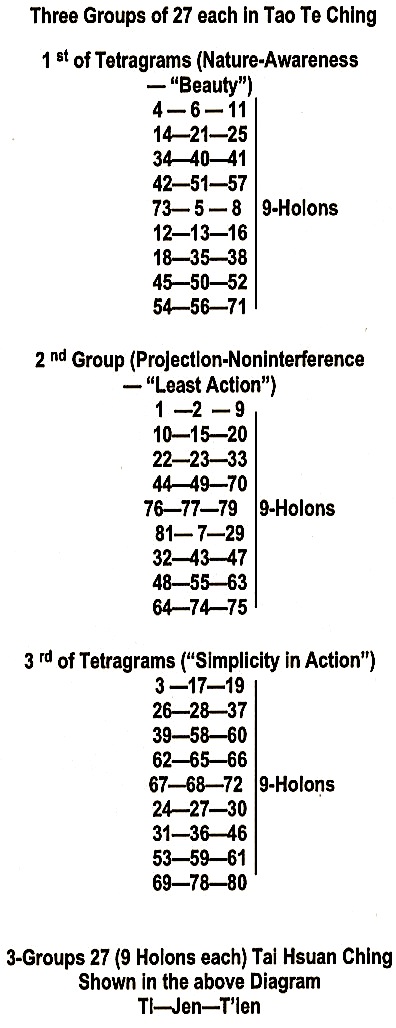 Three Groups of 27 each in Tao Te Ching
1 st of Tetragrams (Nature-Awareness
— “Beauty”)
4 — 6 — 11
14—21—25
34—40—41
42—51—57
73— 5 — 8 9-Holons
12—13—16
18—35—38
45—50—52
54—56—71
2 nd Group (Projection-Noninterference
— “Least Action”)
1 —2 — 9
10—15—20
22—23—33
44—49—70
76—77—79 9-Holons
81— 7—29
32—43—47
48—55—63
64—74—75
3 rd of Tetragrams (“Simplicity in Action”)
3 —17—19
26—28—37
39—58—60
62—65—66
67—68—72 9-Holons
24—27—30
31—36—46
53—59—61
69—78—80
3-Groups 27 (9 Holons each) Tai Hsuan Ching
Shown in the above Diagram
Ti—Jen—T'ien